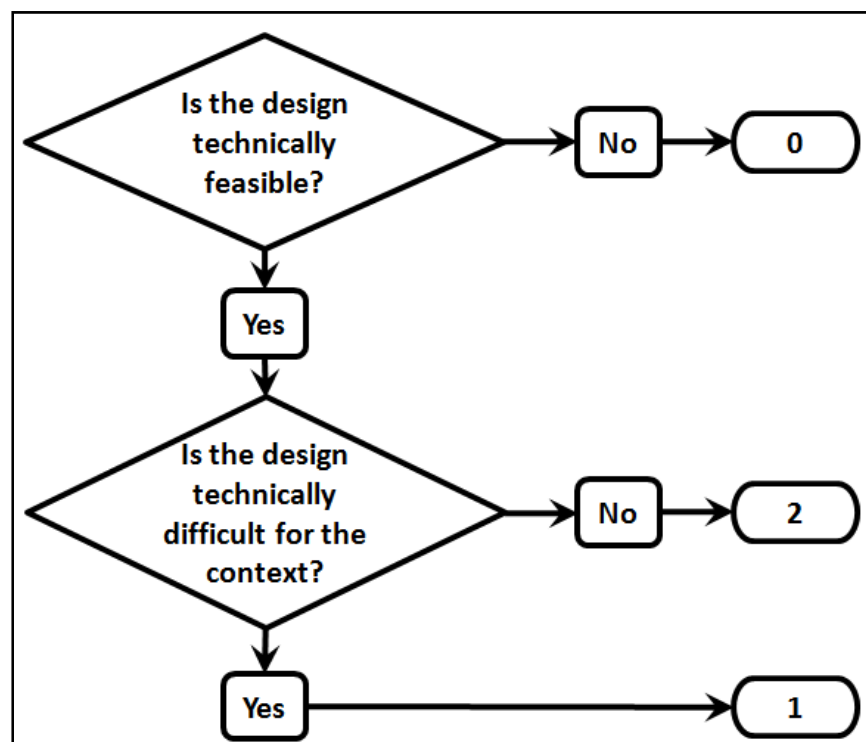 Is the design
technically
feasible?
No
0
Yes
Is the design
technically
difficult for the
context?
No
2
Yes
1